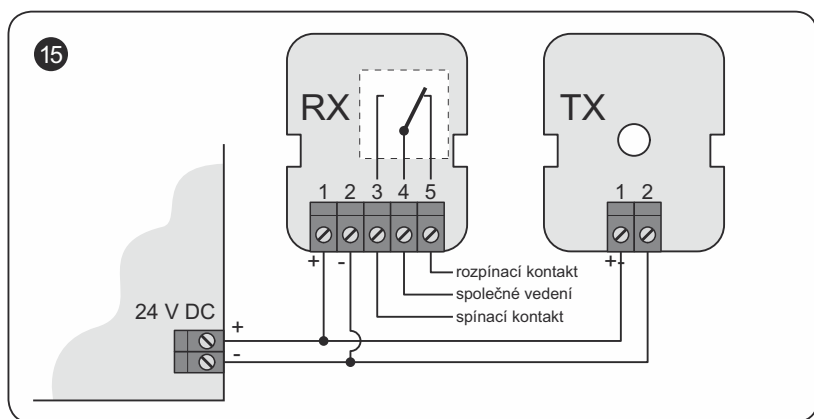 15
RX
TX
1 2 3 4 5
1 2
+ -
+-
rozpínací kontakt
společné vedení
spínací kontakt
24 V DC
+
-